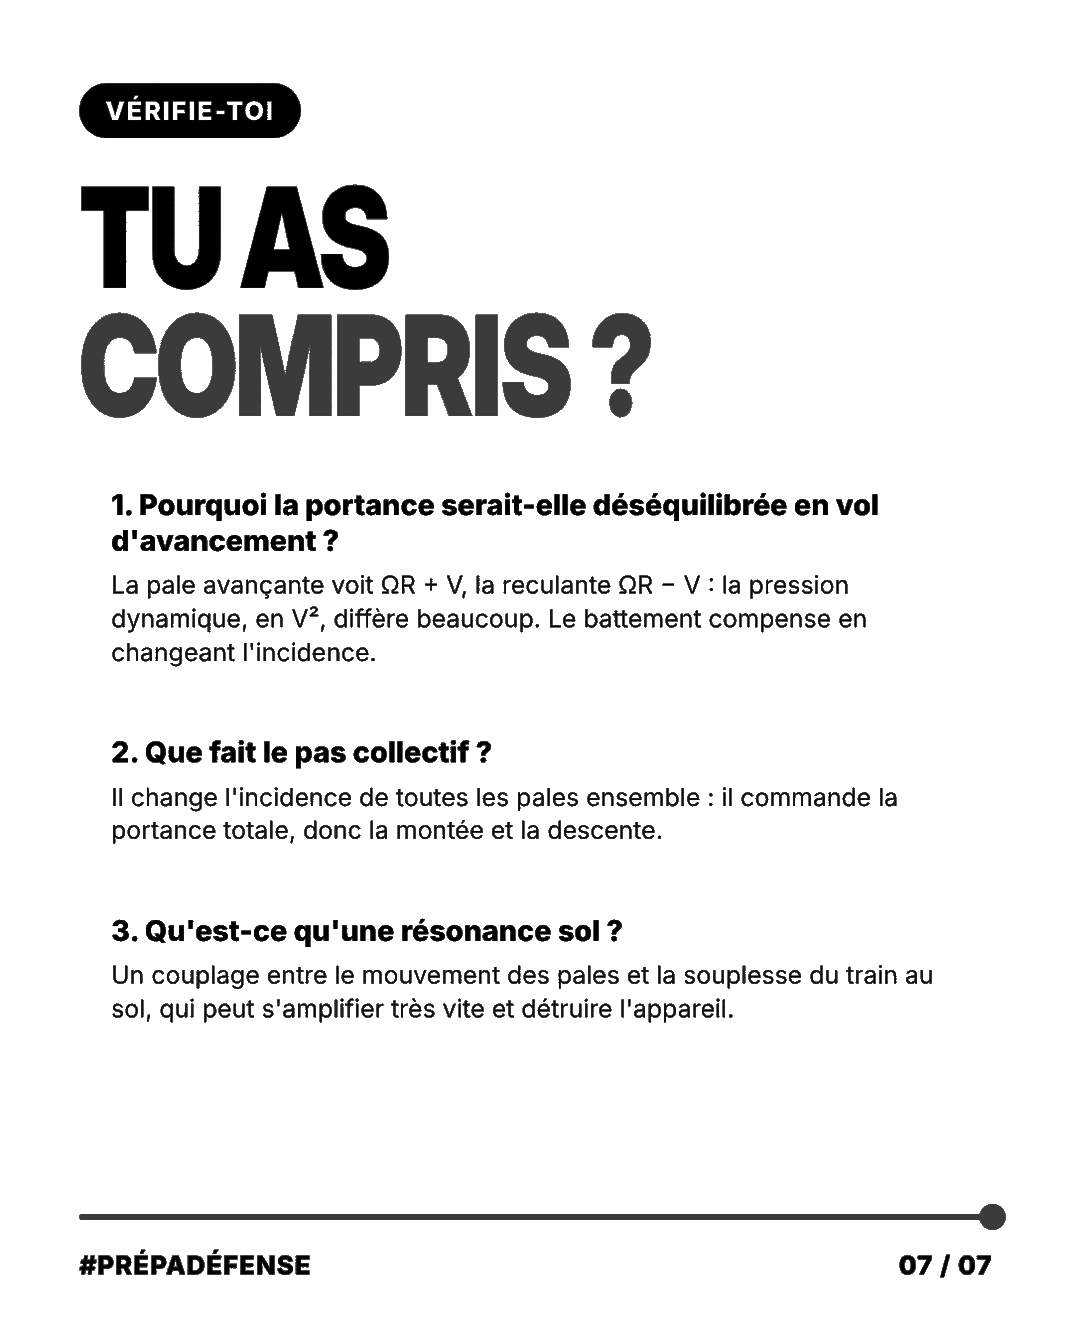 VÉRIFIE-TOI
TU AS
COMPRIS ?
1. Pourquoi la portance serait-elle déséquilibrée en vol
d'avancement ?
La pale avançante voit ΩR + V, la reculante ΩR − V : la pression
dynamique, en V², diffère beaucoup. Le battement compense en
changeant l'incidence.
2. Que fait le pas collectif ?
Il change l'incidence de toutes les pales ensemble : il commande la
portance totale, donc la montée et la descente.
3. Qu'est-ce qu'une résonance sol ?
Un couplage entre le mouvement des pales et la souplesse du train au
sol, qui peut s'amplifier très vite et détruire l'appareil.
#PRÉPADÉFENSE
07 / 07